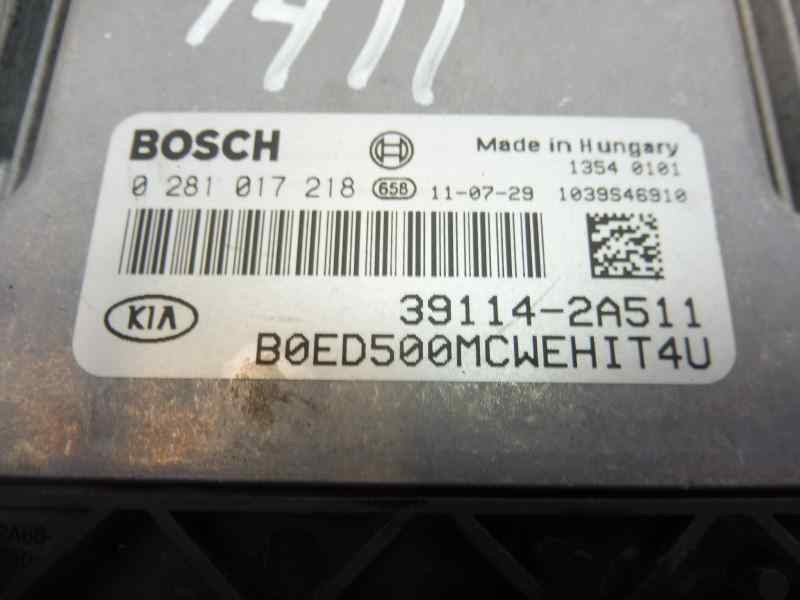 1411
BOSCH
Made in Hungary
1354 0101
0 281 017 218 658 11-07-29 1039S46910
KIA
39114-2A511
B0ED500MCWEHIT4U